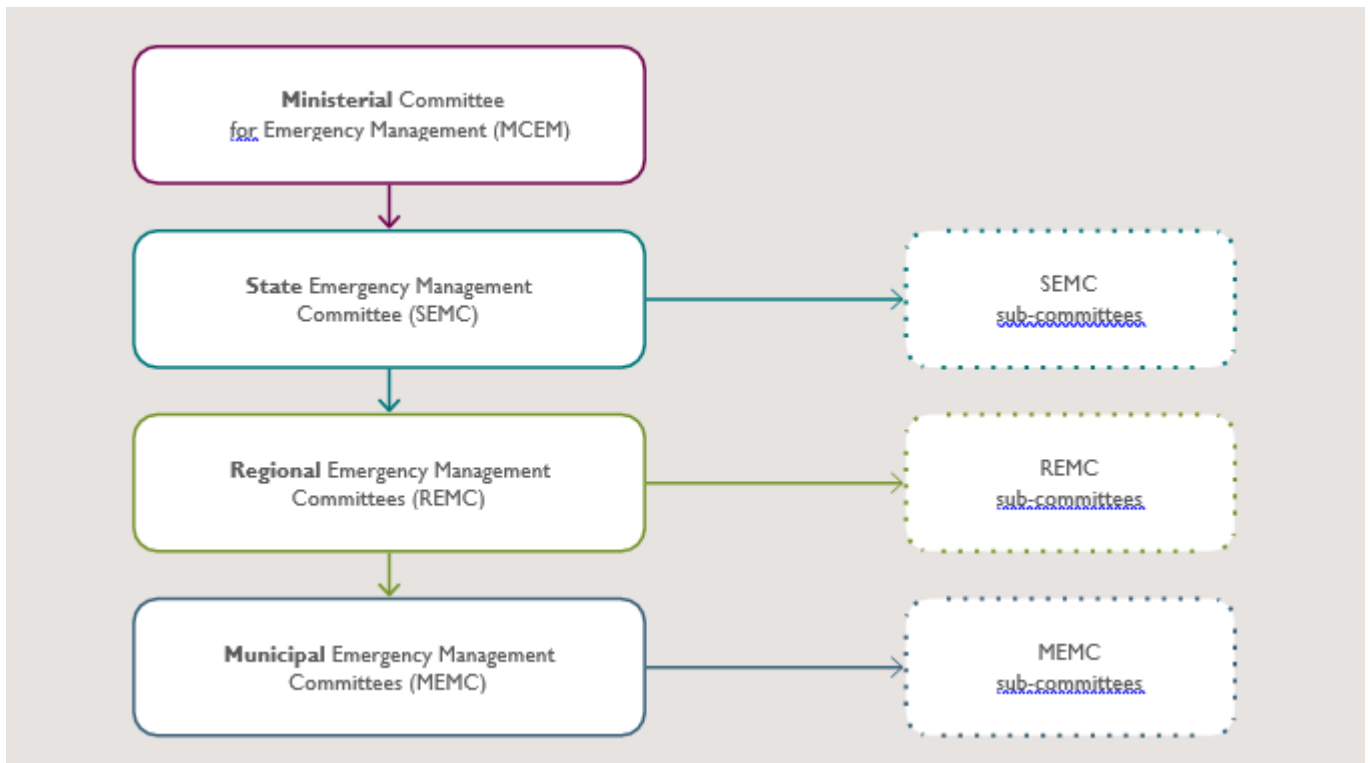 Ministerial Committee
for Emergency Management (MCEM)
State Emergency Management
Committee (SEMC)
SEMC
sub-committees
Regional Emergency Management
Committees (REMC)
REMC
sub-committees
Municipal Emergency Management
Committees (MEMC)
MEMC
sub-committees